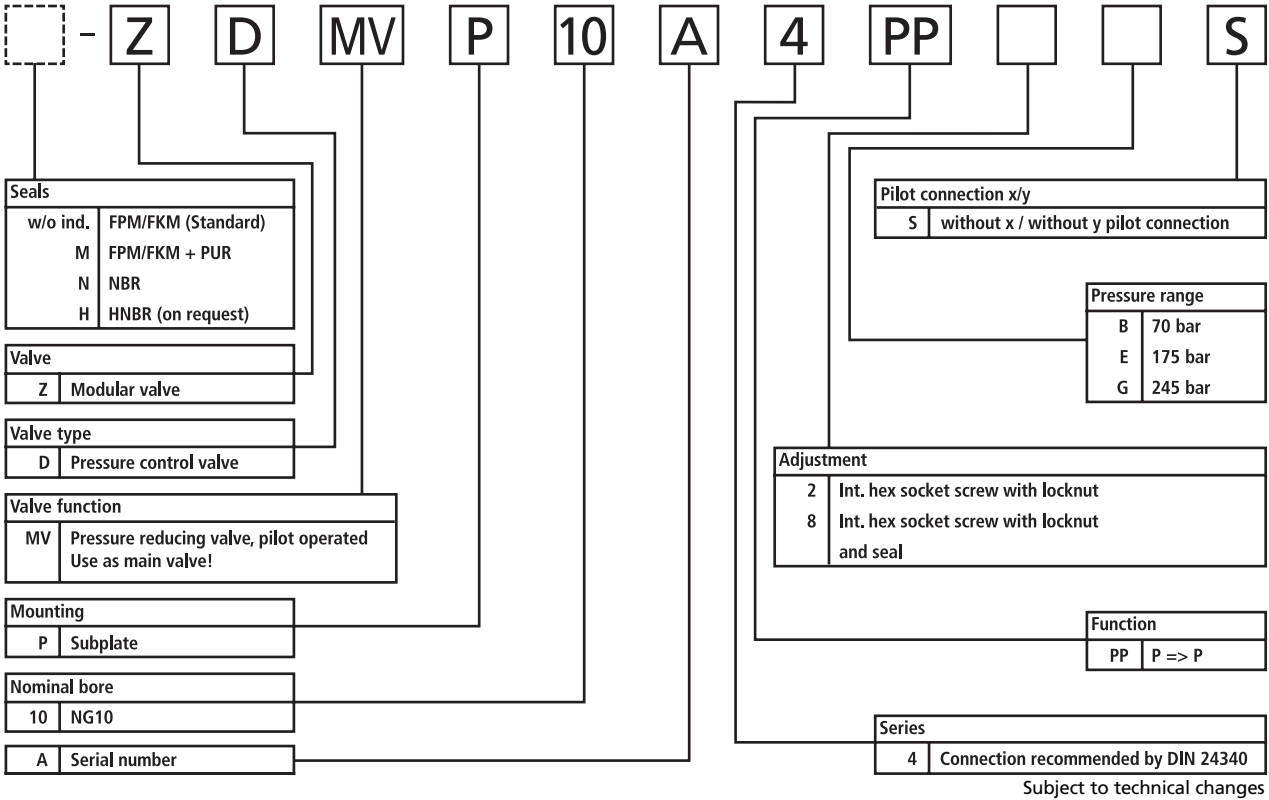 - Z D MV P 10 A 4 PP S
Seals
w/o ind. FPM/FKM (Standard)
M FPM/FKM + PUR
N NBR
H HNBR (on request)
Valve
Z Modular valve
Valve type
D Pressure control valve
Valve function
MV Pressure reducing valve, pilot operated
Use as main valve!
Mounting
P Subplate
Nominal bore
10 NG10
A Serial number
Pilot connection x/y
S without x / without y pilot connection
Pressure range
B 70 bar
E 175 bar
G 245 bar
Adjustment
2 Int. hex socket screw with locknut
8 Int. hex socket screw with locknut
and seal
Function
PP P => P
Series
4 Connection recommended by DIN 24340
Subject to technical changes